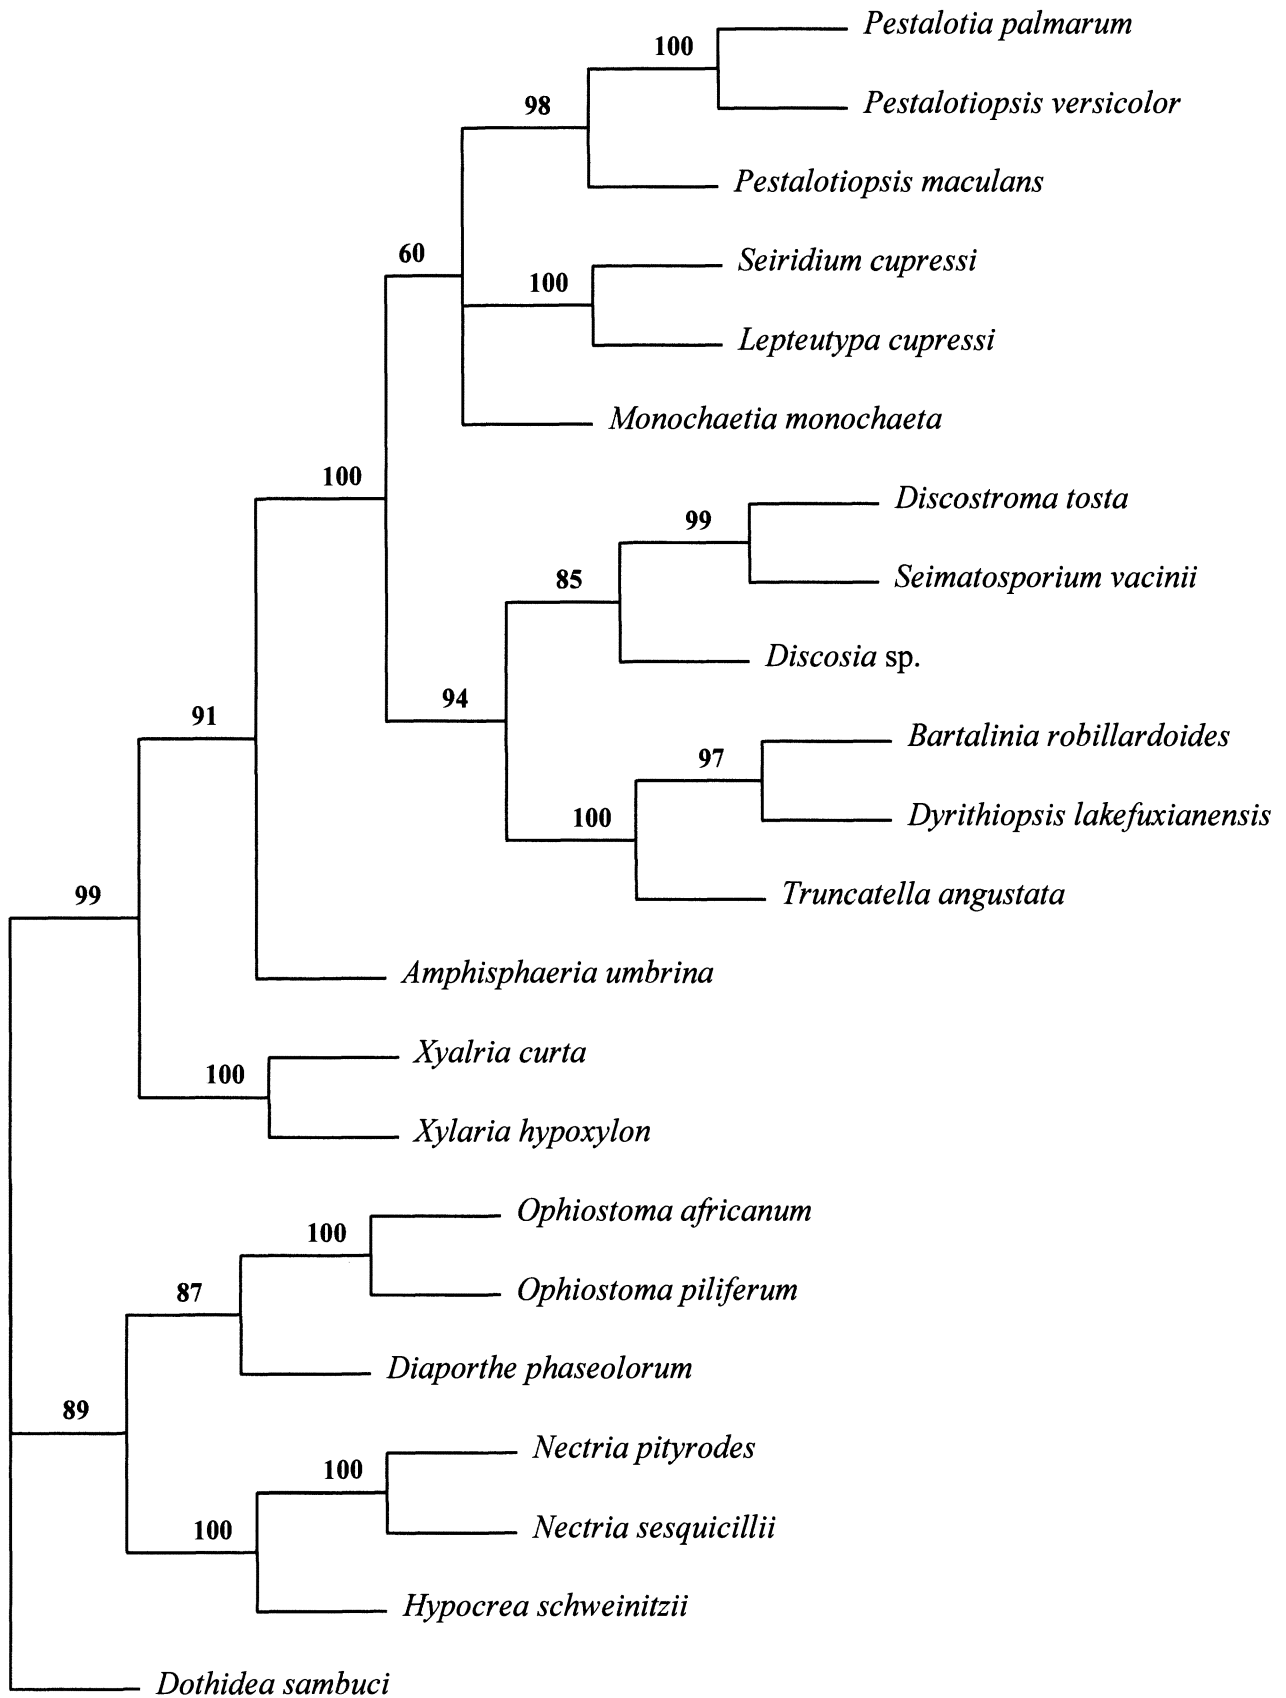 Pestalotia palmarum
100
98
Pestalotiopsis versicolor
Pestalotiopsis maculans
60
Seiridium cupressi
100
Lepteutypa cupressi
Monochaetia monochaeta
100
Discostroma tosta
99
85
Seimatosporium vacinii
Discosia sp.
94
91
Bartalinia robillardoides
97
100
Dyrithiopsis lakefuxianensis
99
Truncatella angustata
Amphisphaeria umbrina
Xyalria curta
100
Xylaria hypoxylon
Ophiostoma africanum
100
87
Ophiostoma piliferum
Diaporthe phaseolorum
89
Nectria pityrodes
100
100
Nectria sesquicillii
Hypocrea schweinitzii
Dothidea sambuci